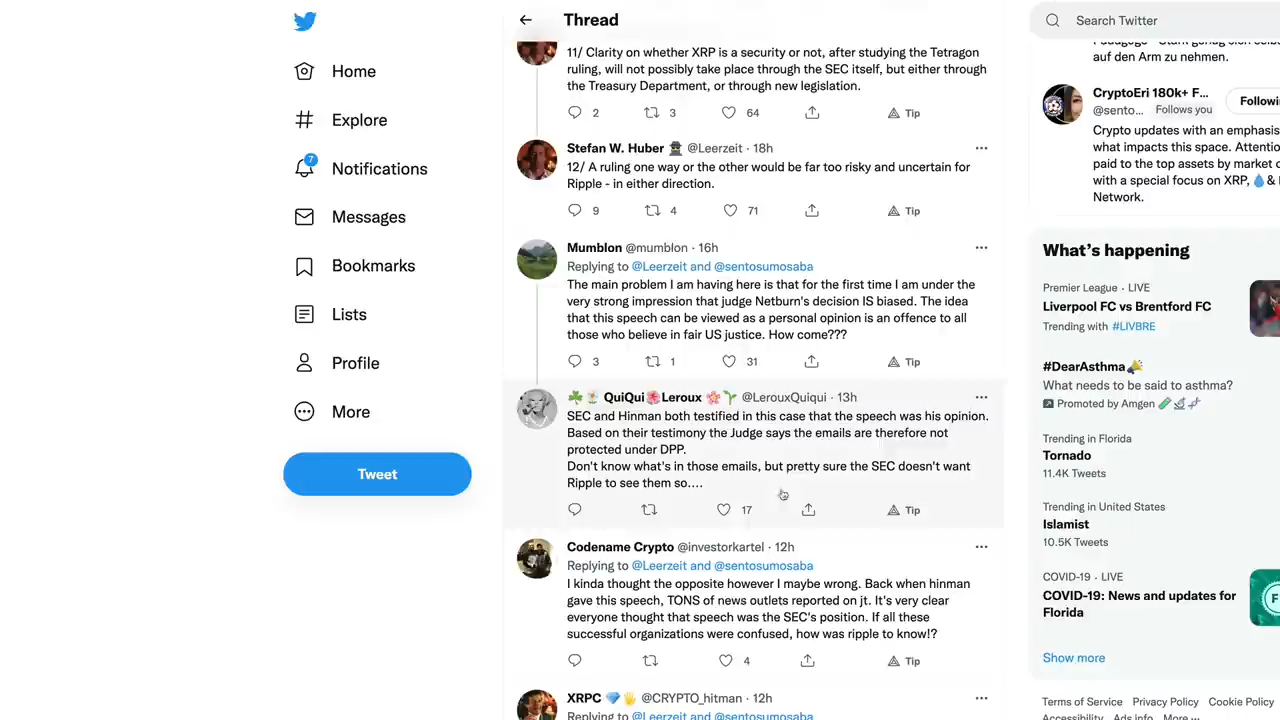 Home
Explore
7
Notifications
Messages
Bookmarks
Lists
Profile
More
Tweet
Thread
11/ Clarity on whether XRP is a security or not, after studying the Tetragon
ruling, will not possibly take place through the SEC itself, but either through
the Treasury Department, or through new legislation.
2 3 64 Tip
Stefan W. Huber @Leerzeit · 18h
12/ A ruling one way or the other would be far too risky and uncertain for
Ripple - in either direction.
9 4 71 Tip
Mumblon @mumblon · 16h
Replying to @Leerzeit and @sentosumosaba
The main problem I am having here is that for the first time I am under the
very strong impression that judge Netburn's decision IS biased. The idea
that this speech can be viewed as a personal opinion is an offence to all
those who believe in fair US justice. How come???
3 1 31 Tip
☘️ QuiQui🌺Leroux 🌸🌱 @LerouxQuiqui · 13h
SEC and Hinman both testified in this case that the speech was his opinion.
Based on their testimony the Judge says the emails are therefore not
protected under DPP.
Don't know what's in those emails, but pretty sure the SEC doesn't want
Ripple to see them so....
17 Tip
Codename Crypto @investorkartel · 12h
Replying to @Leerzeit and @sentosumosaba
I kinda thought the opposite however I maybe wrong. Back when hinman
gave this speech, TONS of news outlets reported on jt. It's very clear
everyone thought that speech was the SEC's position. If all these
successful organizations were confused, how was ripple to know!?
4 Tip
XRPC 💎🖐 @CRYPTO_hitman · 12h
Replying to @Leerzeit and @sentosumosaba
Search Twitter
auf den Arm zu nehmen.
CryptoEri 180k+ F...
@sento... Follows you
Followi
Crypto updates with an emphasis
what impacts this space. Attentio
paid to the top assets by market c
with a special focus on XRP, 💧&
Network.
What's happening
Premier League · LIVE
Liverpool FC vs Brentford FC
Trending with #LIVBRE
#DearAsthma
What needs to be said to asthma?
Promoted by Amgen
Trending in Florida
Tornado
11.4K Tweets
Trending in United States
Islamist
10.5K Tweets
COVID-19 · LIVE
COVID-19: News and updates for
Florida
Show more
Terms of Service Privacy Policy Cookie Policy
Accessibility Ads info More ...